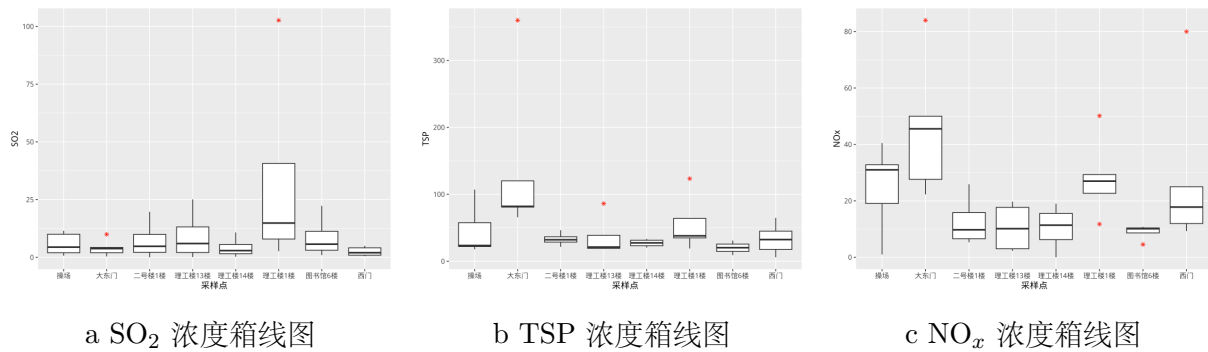 100
75
50
25
0
SO2
操场
大东门
二号楼1楼
理工楼13楼
理工楼14楼
理工楼1楼
图书馆6楼
西门
采样点
a SO₂ 浓度箱线图
300
200
100
0
TSP
操场
大东门
二号楼1楼
理工楼13楼
理工楼14楼
理工楼1楼
图书馆6楼
西门
采样点
b TSP 浓度箱线图
80
60
40
20
0
NOx
操场
大东门
二号楼1楼
理工楼13楼
理工楼14楼
理工楼1楼
图书馆6楼
西门
采样点
c NOₓ 浓度箱线图